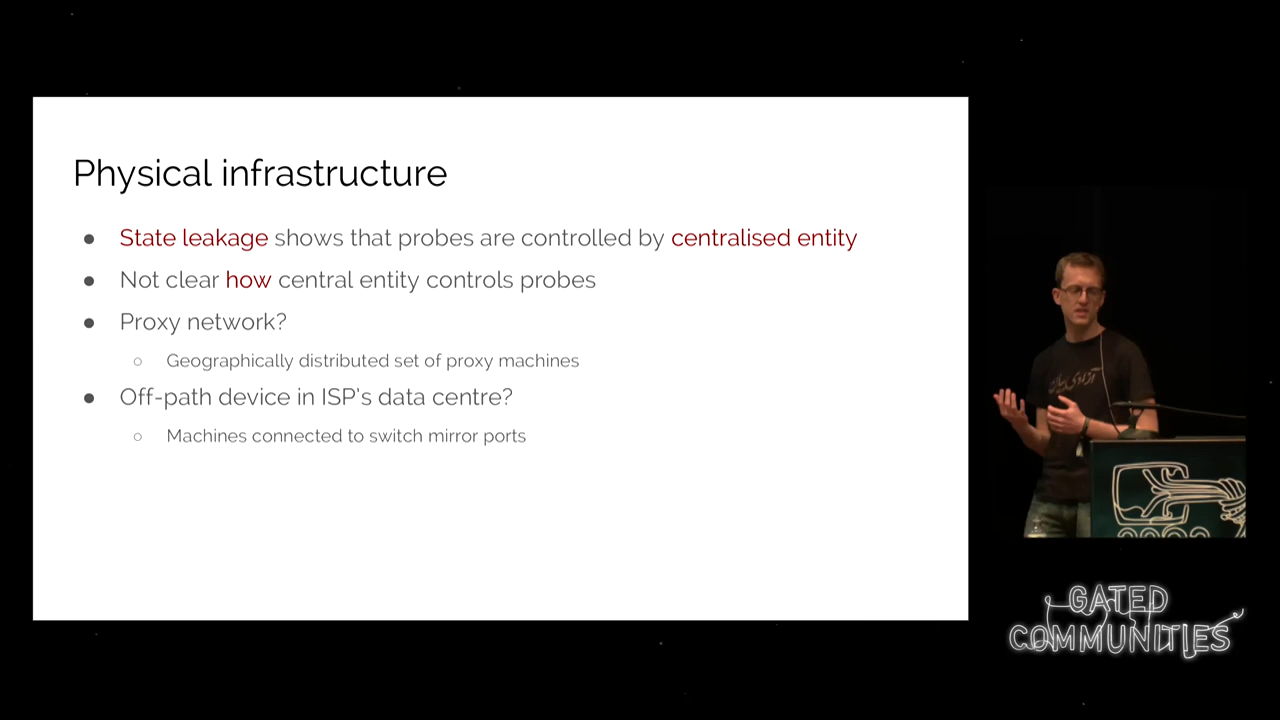 Physical infrastructure
● State leakage shows that probes are controlled by centralised entity
● Not clear how central entity controls probes
● Proxy network?
○ Geographically distributed set of proxy machines
● Off-path device in ISP's data centre?
○ Machines connected to switch mirror ports
آزادی بیان
GATED
COMMUNITIES